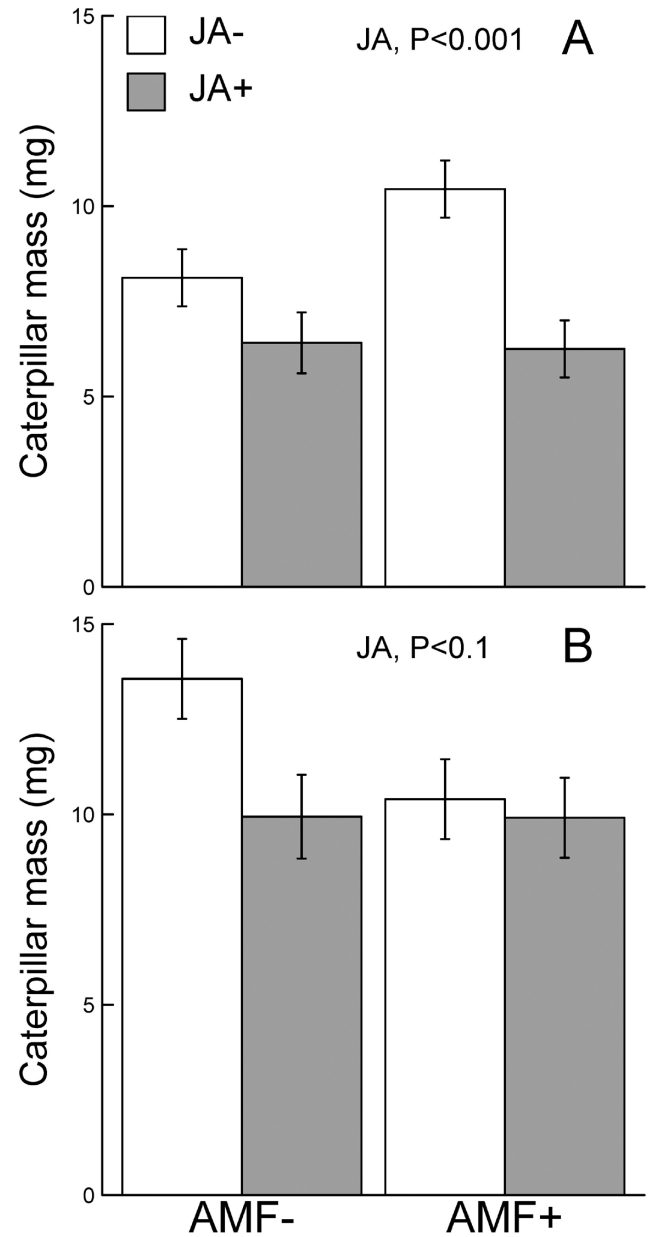 15
JA-
JA, P<0.001
A
JA+
10
Caterpillar mass (mg)
5
0
15
JA, P<0.1
B
10
Caterpillar mass (mg)
5
0
AMF-
AMF+